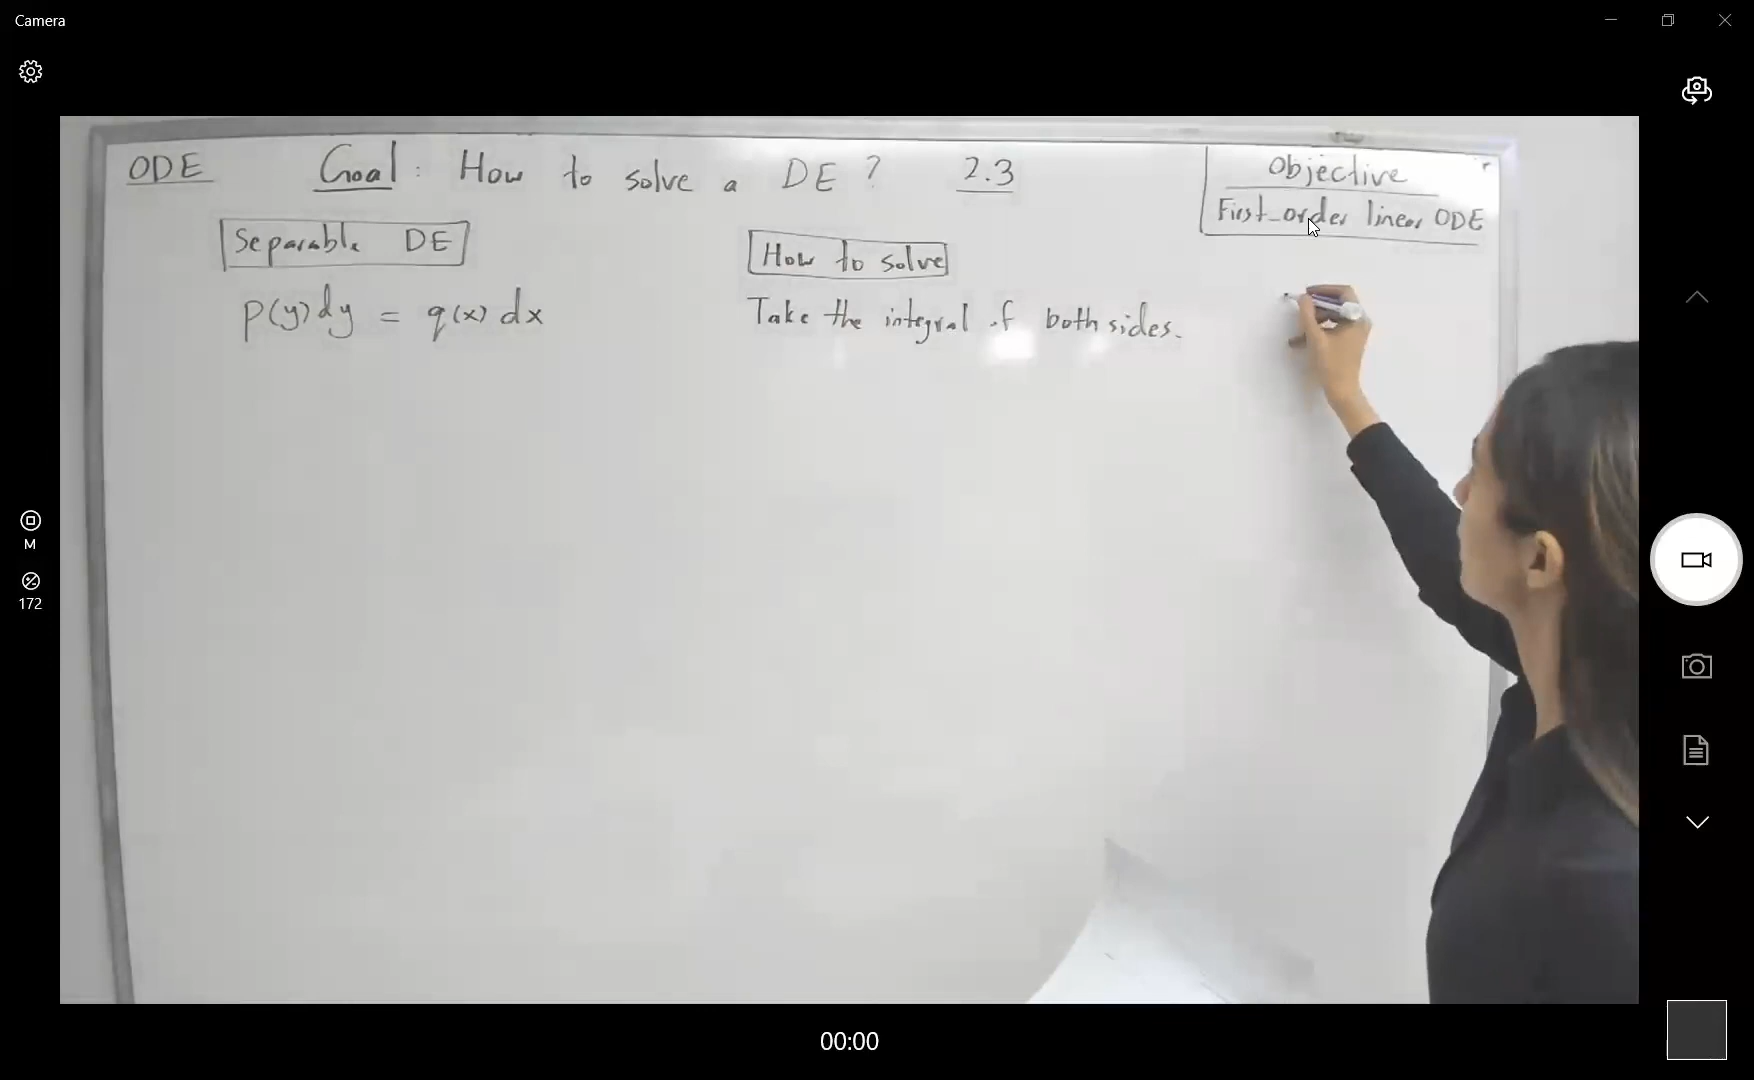 Camera
ODE Goal: How to solve a DE? 2.3
Objective
First-order linear ODE
Separable DE
How to solve
p(y)dy = q(x)dx
Take the integral of both sides.
M
172
00:00